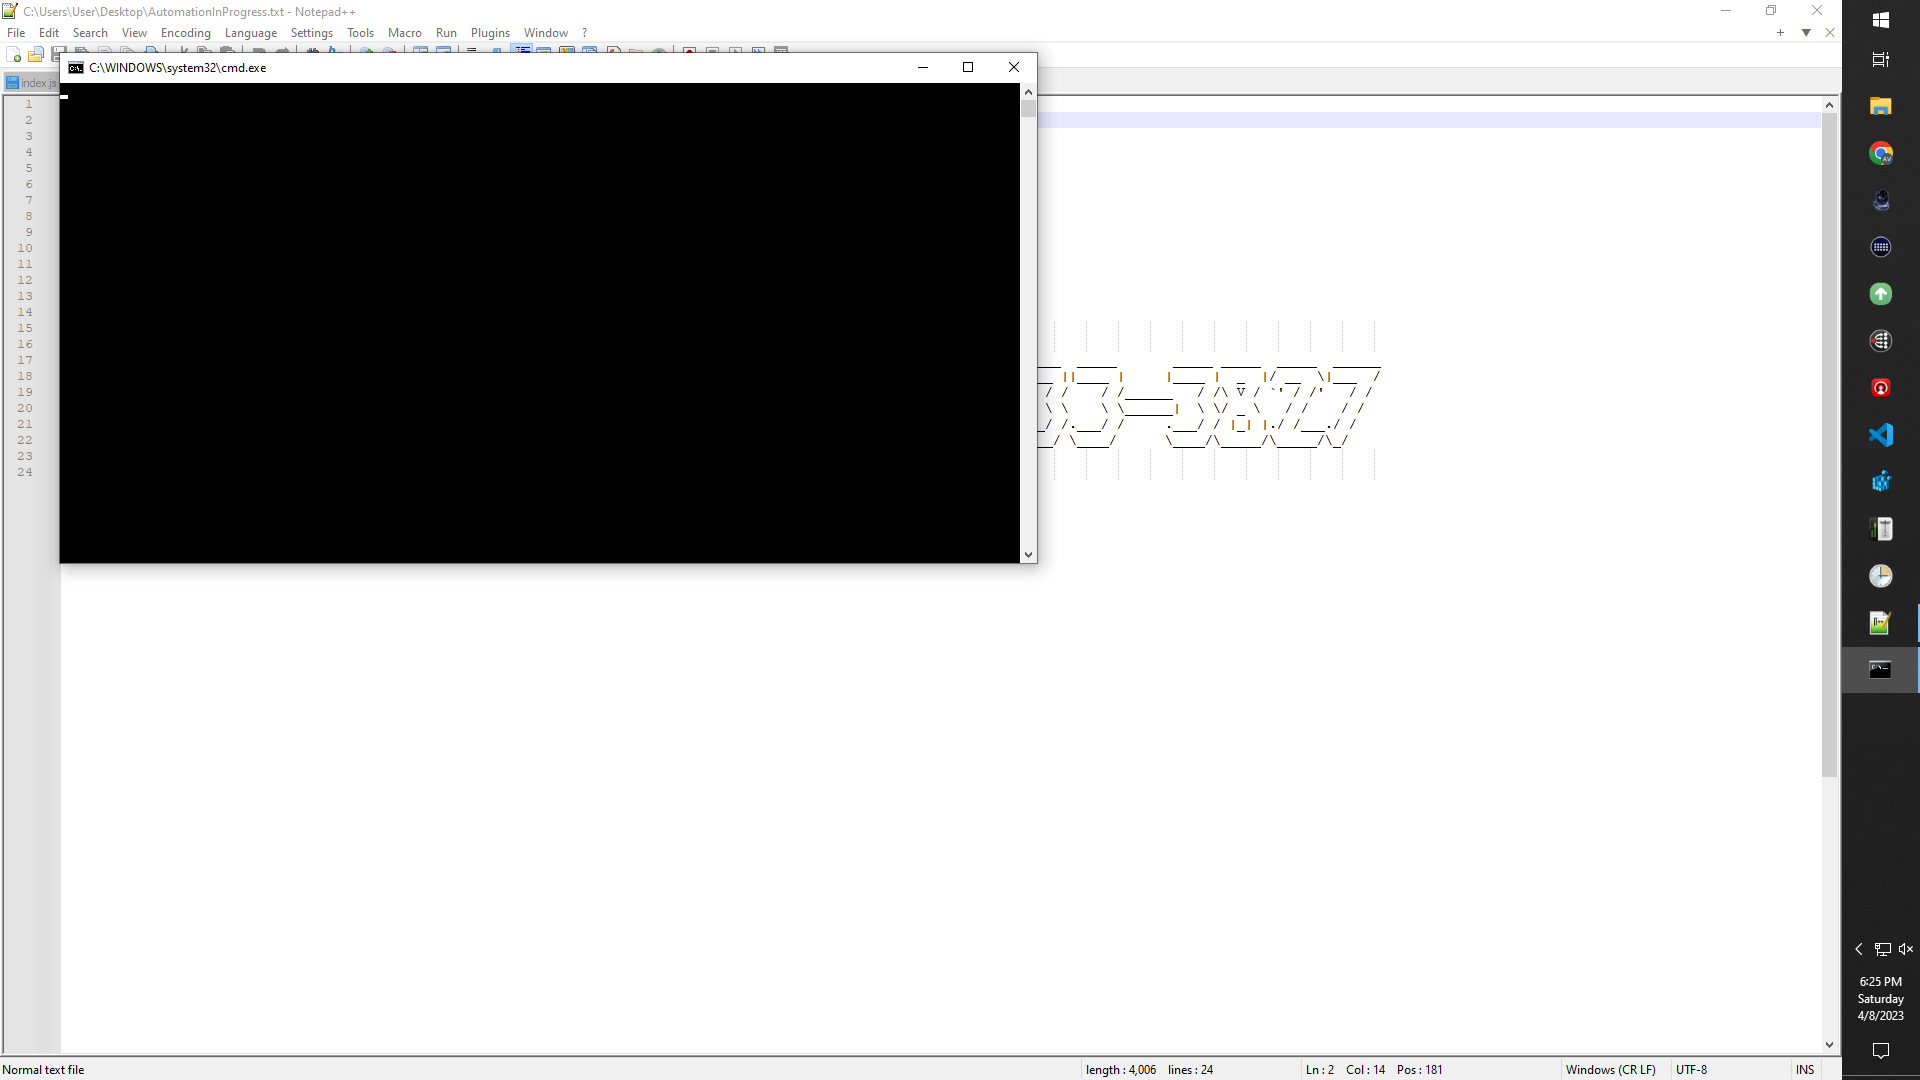 C:\Users\User\Desktop\AutomationInProgress.txt - Notepad++
File Edit Search View Encoding Language Settings Tools Macro Run Plugins Window ?
C:\WINDOWS\system32\cmd.exe
index.js
1
2
3
4
5
6
7
8
9
10
11
12
13
14
15
16
17
18
19
20
21
22
23
24
-3827
6:25 PM
Saturday
4/8/2023
Normal text file
length : 4,006 lines : 24
Ln : 2 Col : 14 Pos : 181
Windows (CR LF)
UTF-8
INS